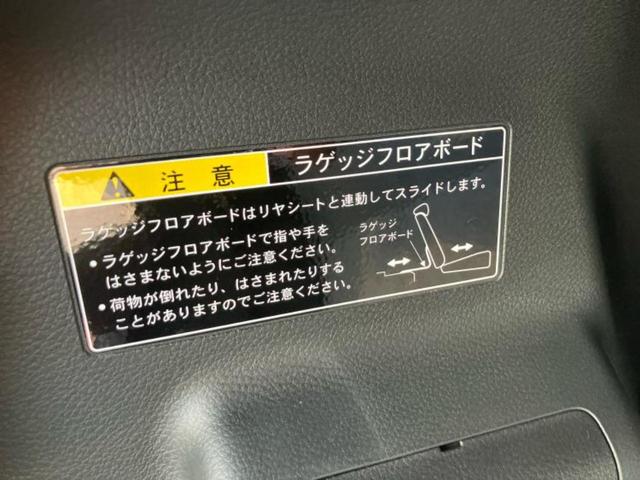 注意
ラゲッジフロアボード
ラゲッジフロアボードはリヤシートと連動してスライドします。
• ラゲッジフロアボードで指や手を
はさまないようにご注意ください。
• 荷物が倒れたり、はさまれたりする
ことがありますのでご注意ください。
ラゲッジ
フロアボード